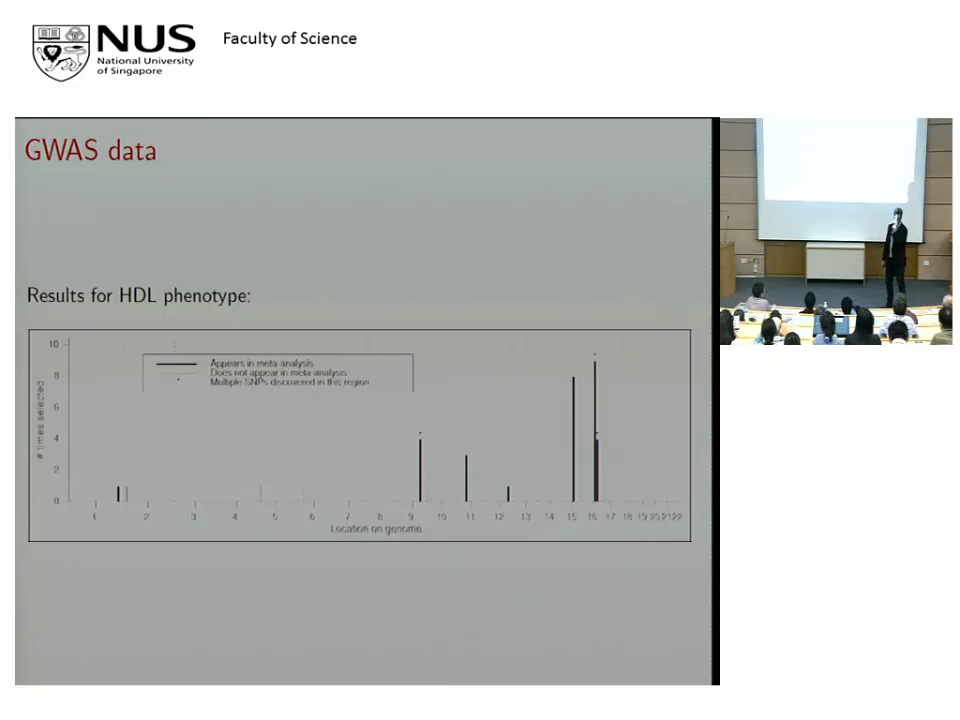 NUS
National University
of Singapore
Faculty of Science
GWAS data
Results for HDL phenotype:
Appears in meta-analysis
Does not appear in meta-analysis
Multiple SNPs discovered in this region
# times selected
10
8
6
4
2
0
1 2 3 4 5 6 7 8 9 10 11 12 13 14 15 16 17 18 19 20 21 22
Location on genome